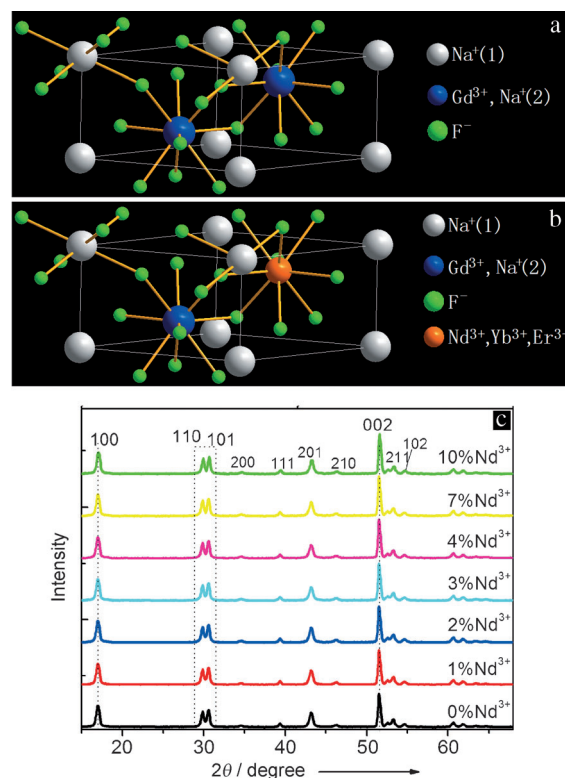 a
Na⁺(1)
Gd³⁺, Na⁺(2)
F⁻
b
Na⁺(1)
Gd³⁺, Na⁺(2)
F⁻
Nd³⁺,Yb³⁺,Er³⁺
c
100
110
101
200
111
201
210
002
211
102
10%Nd³⁺
7%Nd³⁺
4%Nd³⁺
3%Nd³⁺
2%Nd³⁺
1%Nd³⁺
0%Nd³⁺
Intensity
20 30 40 50 60
2θ / degree